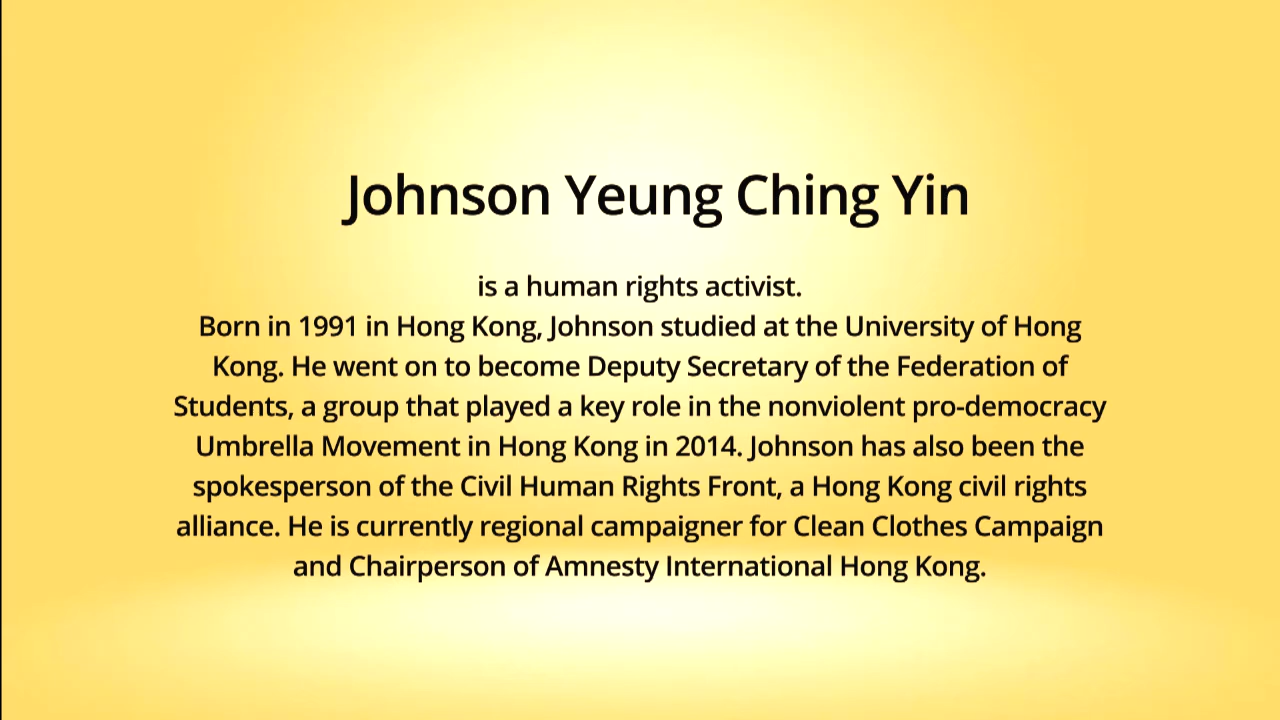 Johnson Yeung Ching Yin
is a human rights activist.
Born in 1991 in Hong Kong, Johnson studied at the University of Hong
Kong. He went on to become Deputy Secretary of the Federation of
Students, a group that played a key role in the nonviolent pro-democracy
Umbrella Movement in Hong Kong in 2014. Johnson has also been the
spokesperson of the Civil Human Rights Front, a Hong Kong civil rights
alliance. He is currently regional campaigner for Clean Clothes Campaign
and Chairperson of Amnesty International Hong Kong.